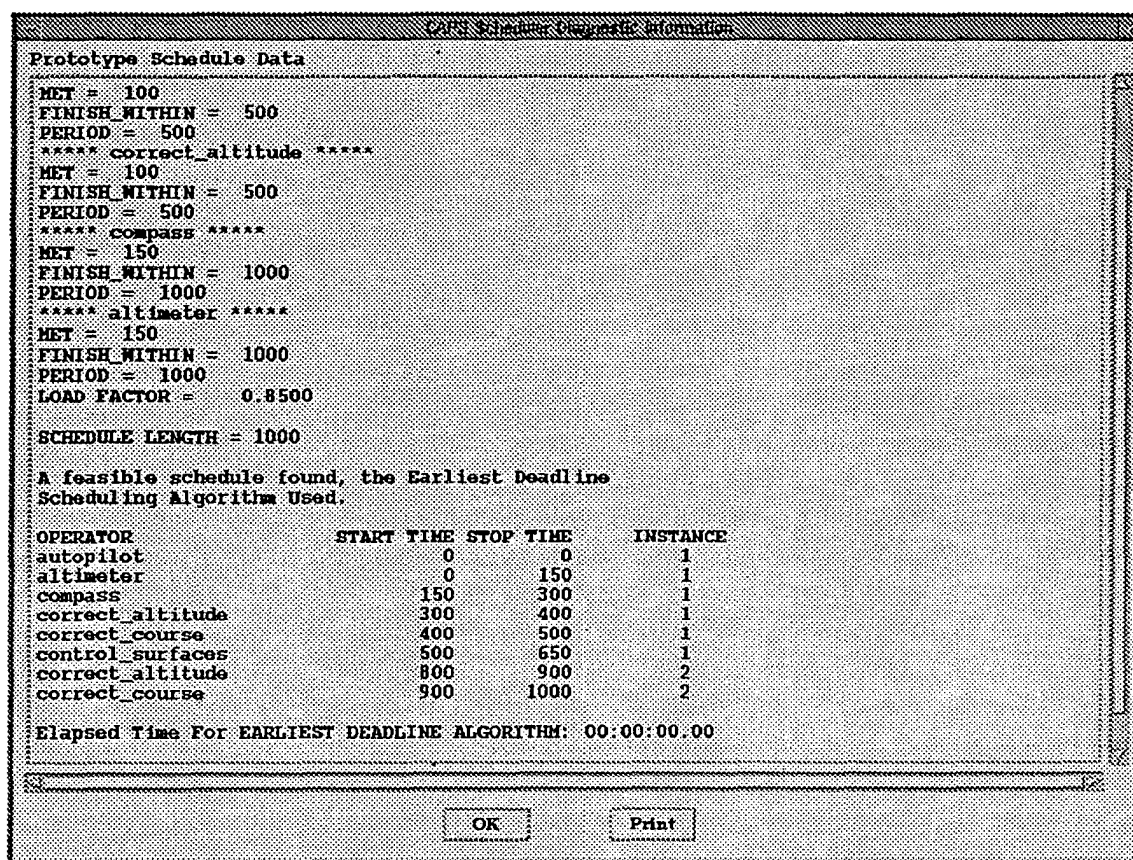 CAPS Scheduler Diagnostic Information
Prototype Schedule Data
MET = 100
FINISH_WITHIN = 500
PERIOD = 500
***** correct_altitude *****
MET = 100
FINISH_WITHIN = 500
PERIOD = 500
***** compass *****
MET = 150
FINISH_WITHIN = 1000
PERIOD = 1000
***** altimeter *****
MET = 150
FINISH_WITHIN = 1000
PERIOD = 1000
LOAD FACTOR = 0.8500
SCHEDULE LENGTH = 1000
A feasible schedule found, the Earliest Deadline
Scheduling Algorithm Used.
OPERATOR START TIME STOP TIME INSTANCE
autopilot 0 0 1
altimeter 0 150 1
compass 150 300 1
correct_altitude 300 400 1
correct_course 400 500 1
control_surfaces 500 650 1
correct_altitude 800 900 2
correct_course 900 1000 2
Elapsed Time For EARLIEST DEADLINE ALGORITHM: 00:00:00.00
OK Print